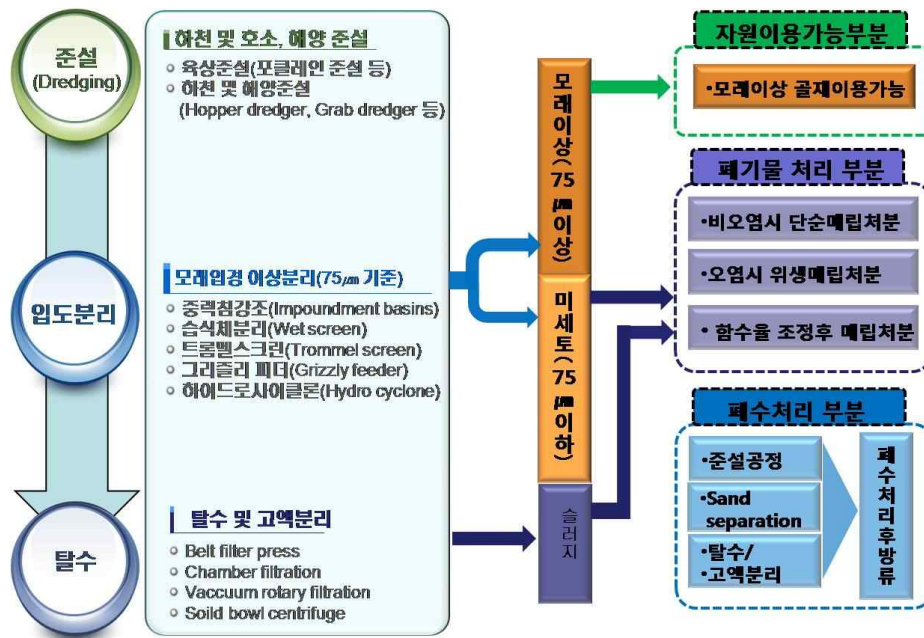 준설
(Dredging)
입도분리
탈수
하천 및 호소, 해양 준설
육상준설(포클레인 준설 등)
하천 및 해양준설
(Hopper dredger, Grab dredger 등)
모래입경 이상분리(75㎛ 기준)
중력침강조(Impoundment basins)
습식체분리(Wet screen)
트롬멜스크린(Trommel screen)
그리즐리 피더(Grizzly feeder)
하이드로사이클론(Hydro cyclone)
탈수 및 고액분리
Belt filter press
Chamber filtration
Vaccuum rotary filtration
Soild bowl centrifuge
모래이상(75㎛이상)
미세토(75㎛이하)
슬러지
자원이용가능부분
•모래이상 골재이용가능
폐기물 처리 부분
•비오염시 단순매립처분
•오염시 위생매립처분
• 함수율 조정후 매립처분
폐수처리 부분
•준설공정
•Sand
separation
•탈수/
고액분리
폐수처리후방류